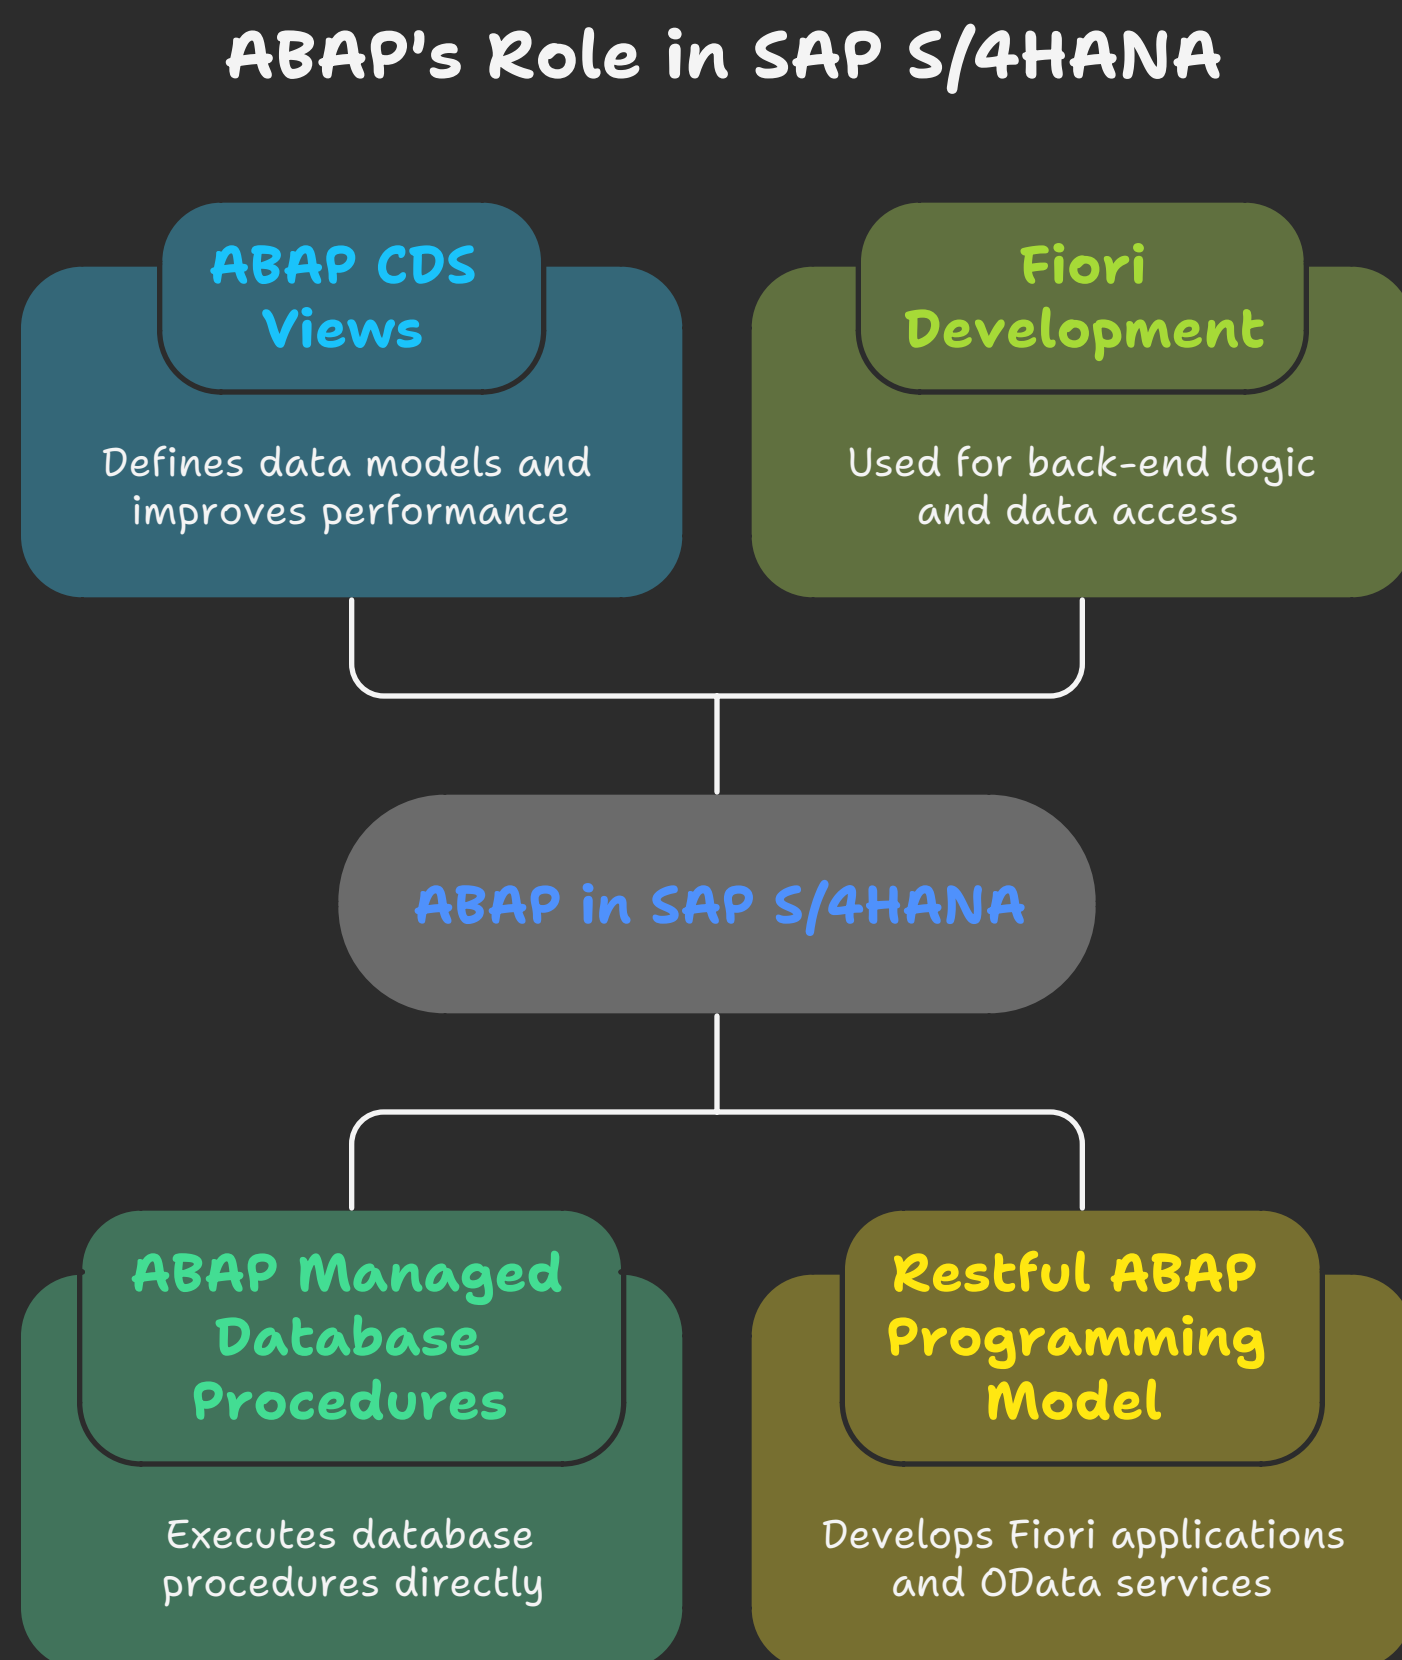 ABAP's Role in SAP S/4HANA
ABAP CDS
Views
Defines data models and
improves performance
Fiori
Development
Used for back-end logic
and data access
ABAP in SAP S/4HANA
ABAP Managed
Database
Procedures
Executes database
procedures directly
Restful ABAP
Programming
Model
Develops Fiori applications
and OData services